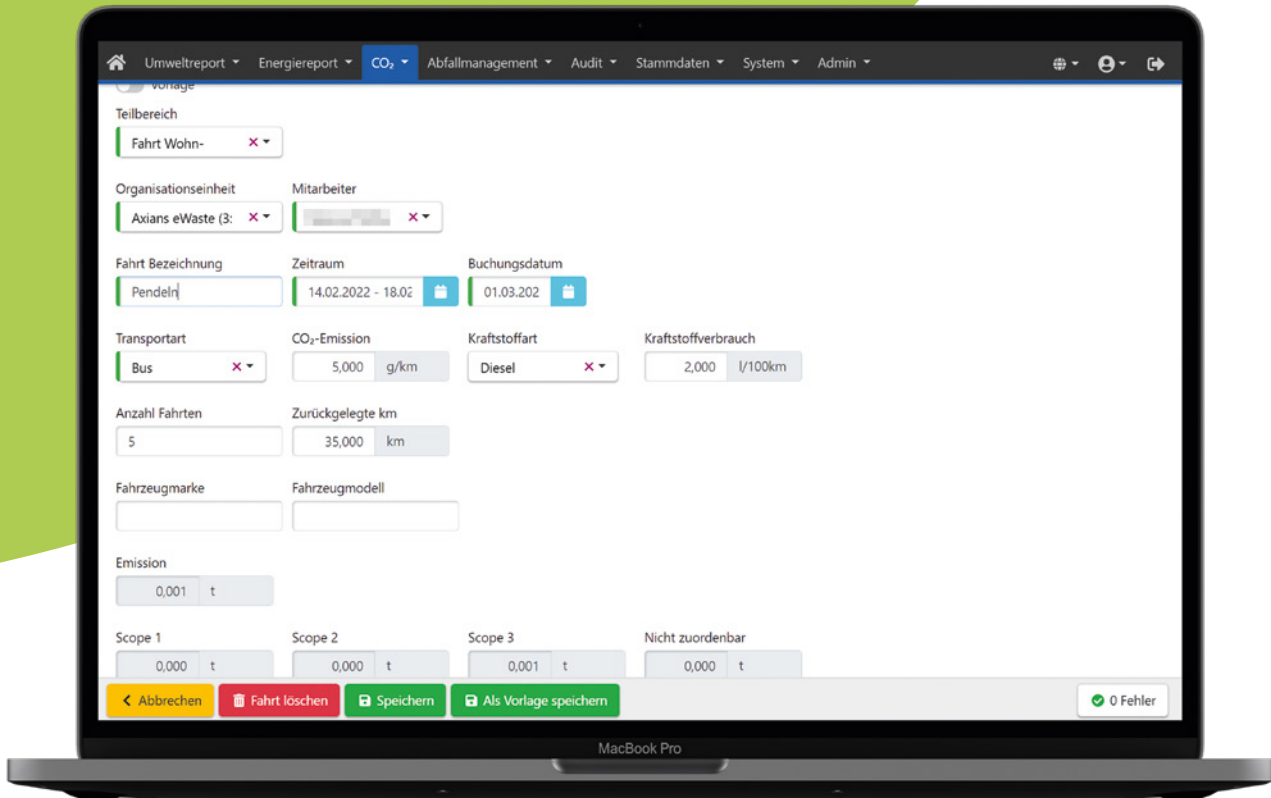 Umweltreport Energiereport CO₂ Abfallmanagement Audit Stammdaten System Admin
Vorlage
Teilbereich
Fahrt Wohn-
Organisationseinheit Mitarbeiter
Axians eWaste (3:
Fahrt Bezeichnung Zeitraum Buchungsdatum
Pendeln 14.02.2022 - 18.02 01.03.202
Transportart CO₂-Emission Kraftstoffart Kraftstoffverbrauch
Bus 5,000 g/km Diesel 2,000 l/100km
Anzahl Fahrten Zurückgelegte km
5 35,000 km
Fahrzeugmarke Fahrzeugmodell
Emission
0,001 t
Scope 1 Scope 2 Scope 3 Nicht zuordenbar
0,000 t 0,000 t 0,001 t 0,000 t
Abbrechen Fahrt löschen Speichern Als Vorlage speichern 0 Fehler
MacBook Pro